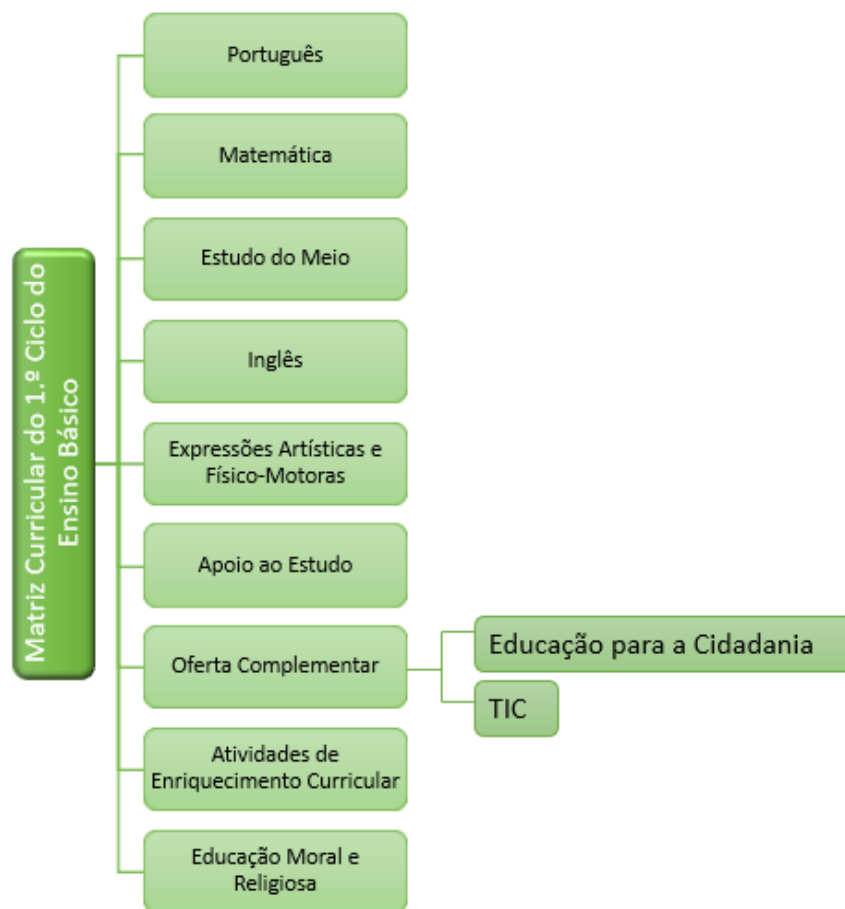 Matriz Curricular do 1.º Ciclo do
Ensino Básico
Português
Matemática
Estudo do Meio
Inglês
Expressões Artísticas e
Físico-Motoras
Apoio ao Estudo
Oferta Complementar
Educação para a Cidadania
TIC
Atividades de
Enriquecimento Curricular
Educação Moral e
Religiosa